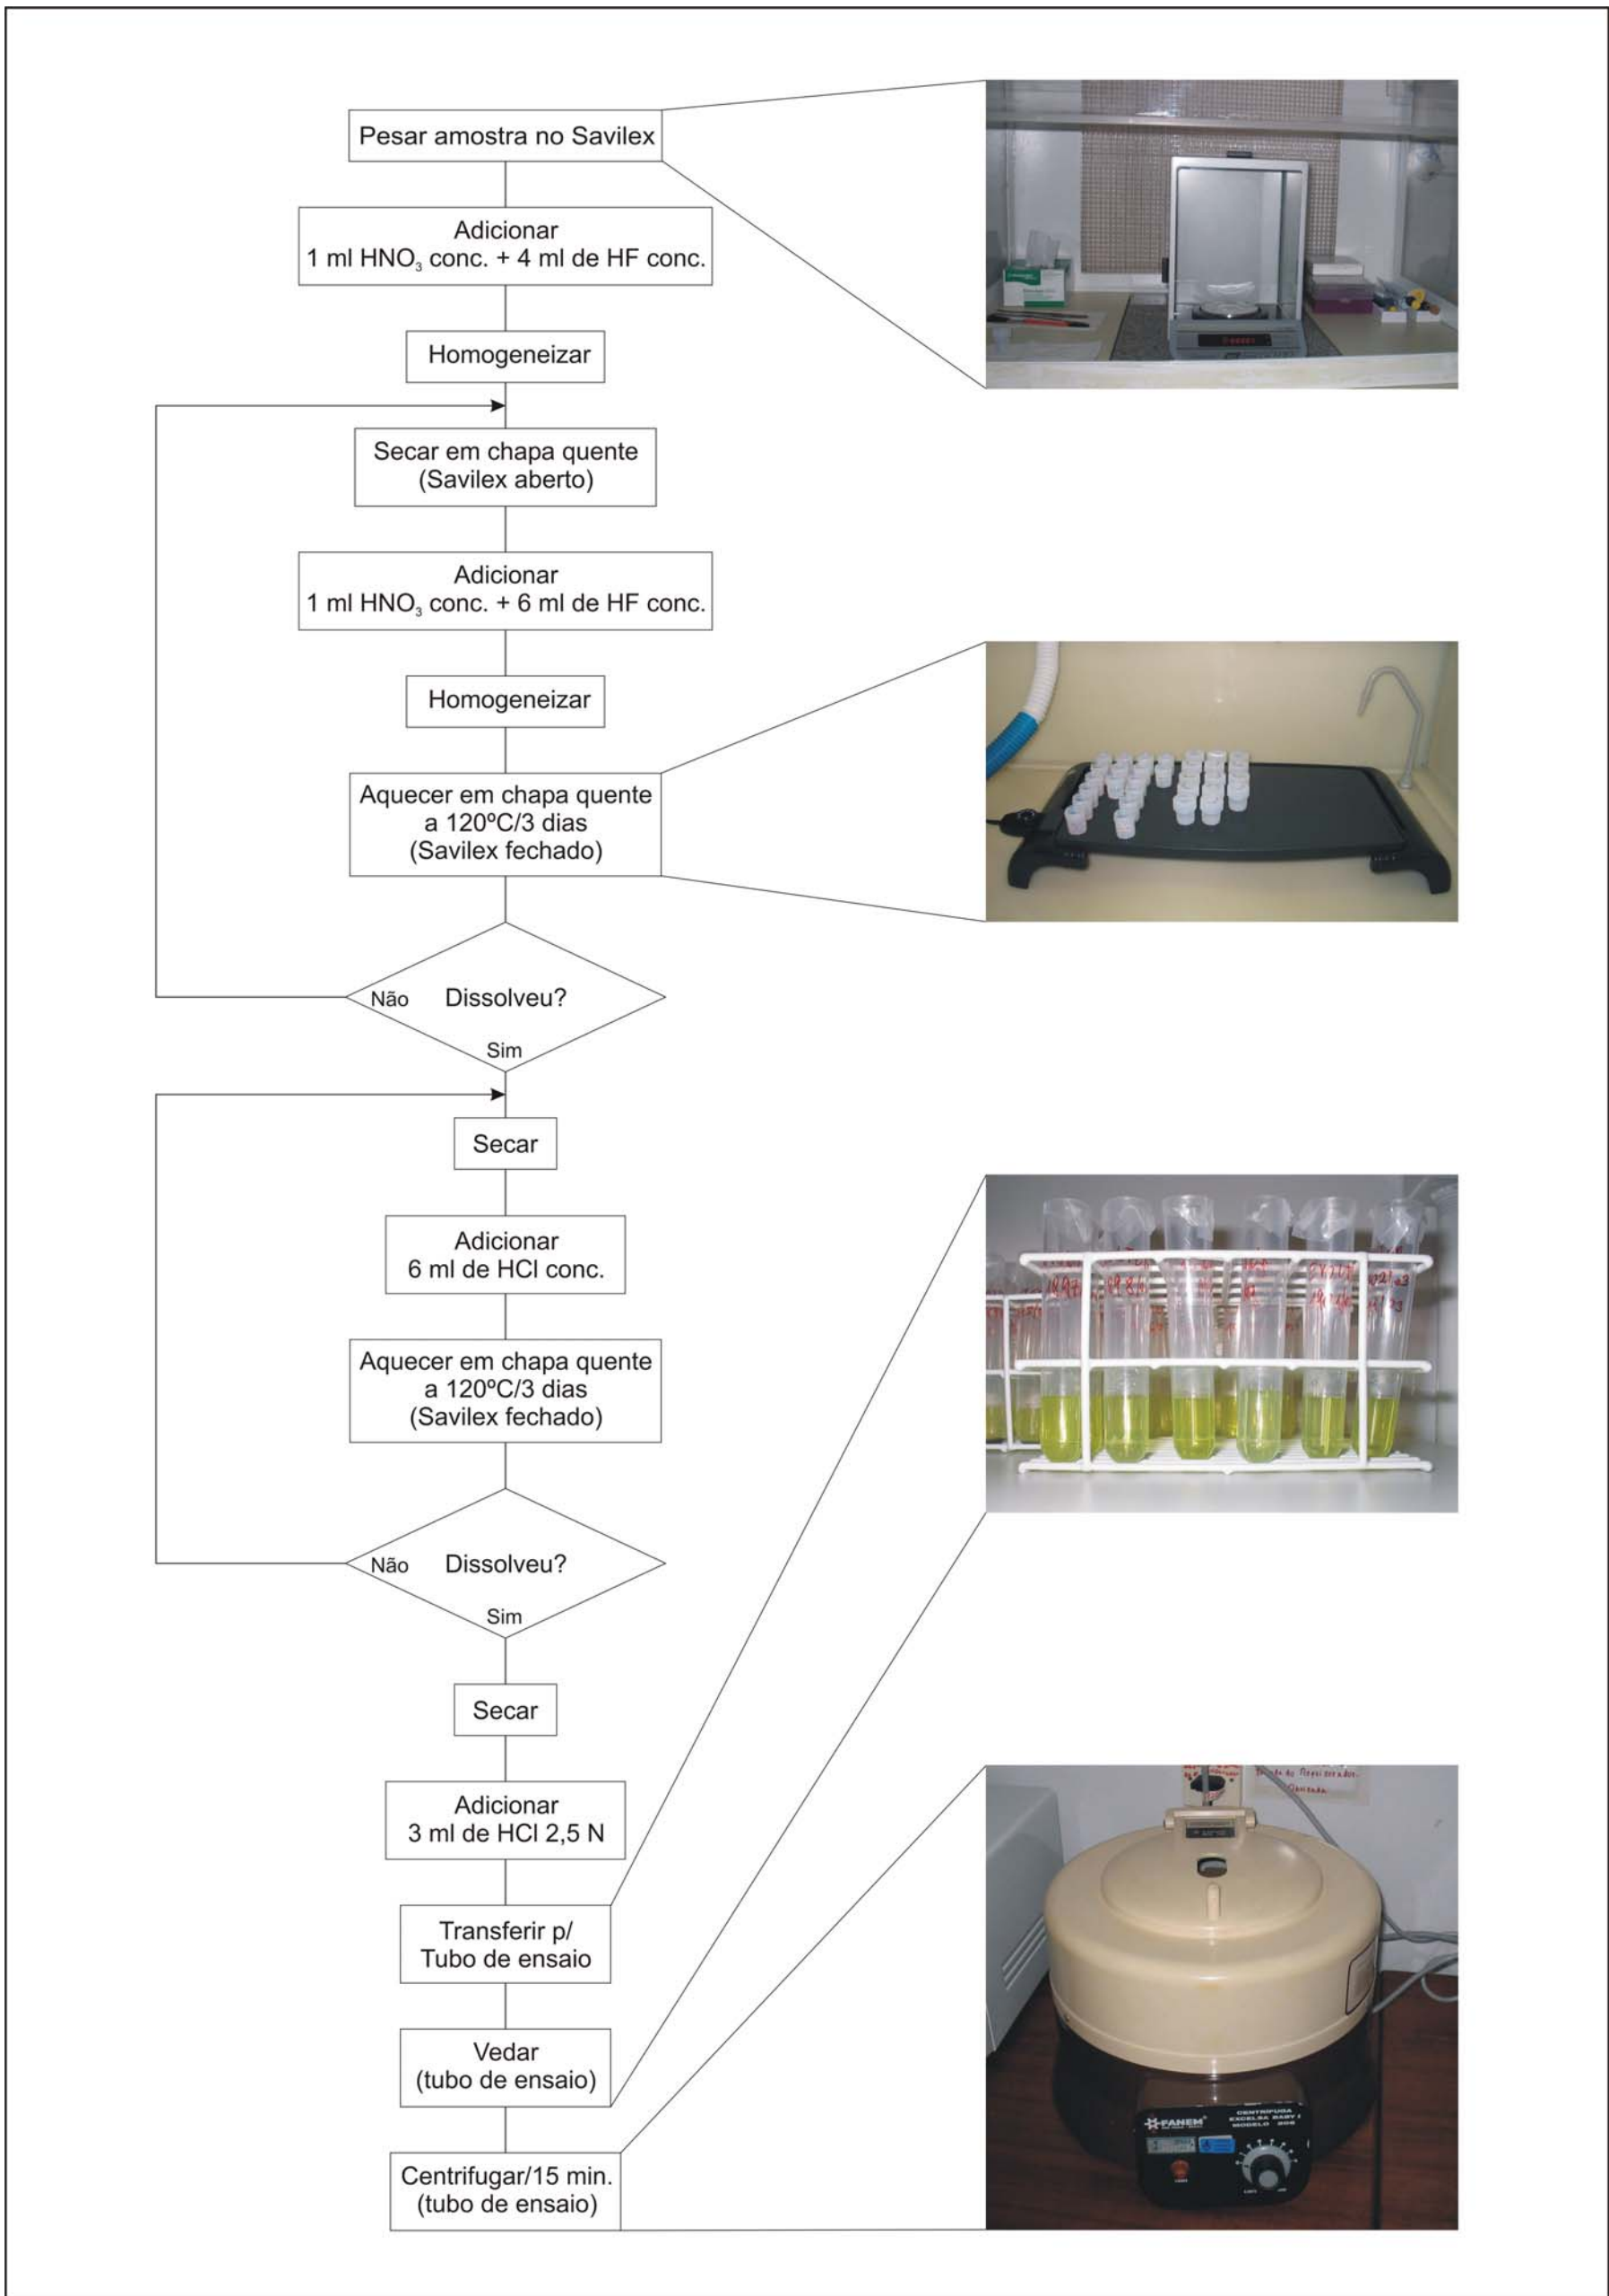 Pesar amostra no Savilex
Adicionar
1 ml HNO₃ conc. + 4 ml de HF conc.
Homogeneizar
Secar em chapa quente
(Savilex aberto)
Adicionar
1 ml HNO₃ conc. + 6 ml de HF conc.
Homogeneizar
Aquecer em chapa quente
a 120ºC/3 dias
(Savilex fechado)
Não Dissolveu?
Sim
Secar
Adicionar
6 ml de HCl conc.
Aquecer em chapa quente
a 120ºC/3 dias
(Savilex fechado)
Não Dissolveu?
Sim
Secar
Adicionar
3 ml de HCl 2,5 N
Transferir p/
Tubo de ensaio
Vedar
(tubo de ensaio)
Centrifugar/15 min.
(tubo de ensaio)
FANEM
CENTRIFUGA
EXCELSA BABY I
MODELO 206